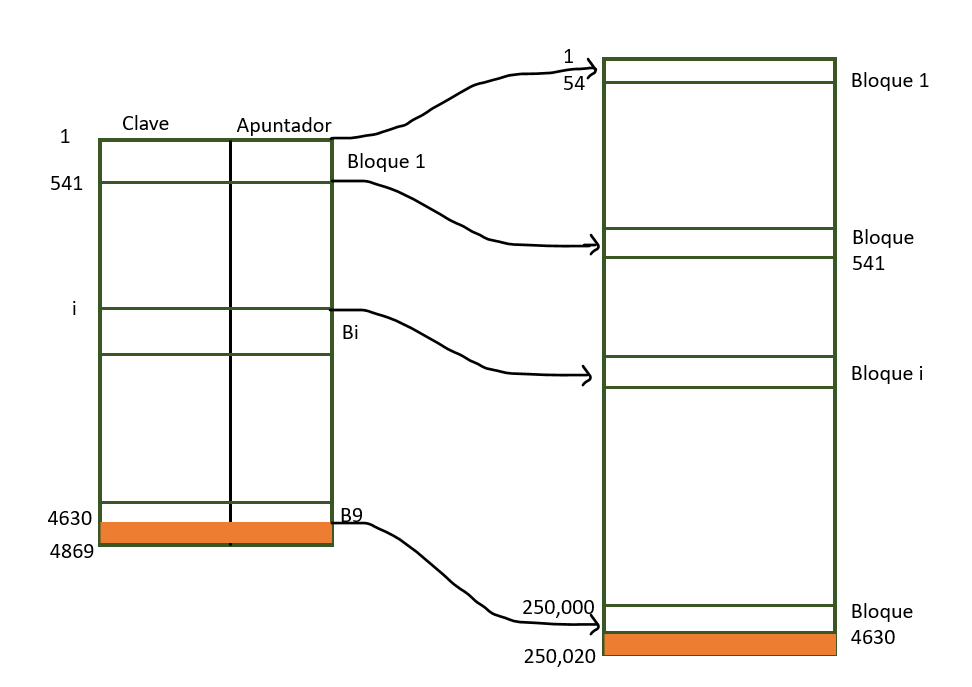 Clave
Apuntador
1
541
i
4630
4869
Bloque 1
Bi
B9
1
54
250,000
250,020
Bloque 1
Bloque
541
Bloque i
Bloque
4630